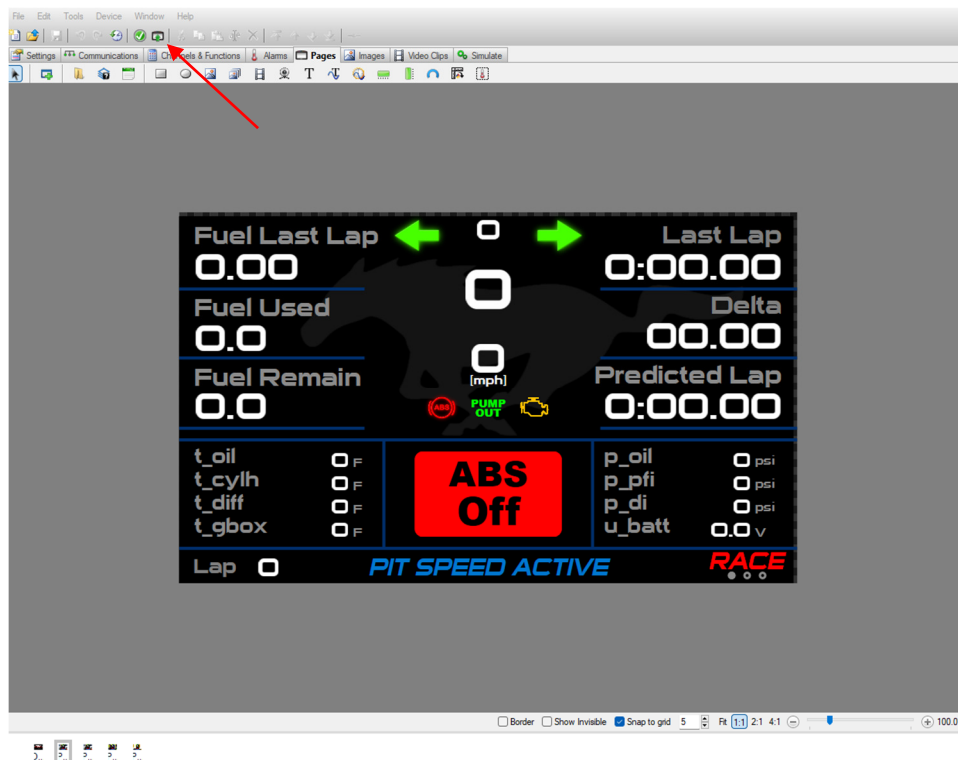 File Edit Tools Device Window Help
Settings Communications Channels & Functions Alarms Pages Images Video Clips Simulate
T
Fuel Last Lap 0 Last Lap
0.00 0:00.00
0
Fuel Used Delta
0.0 00.00
0
[mph]
Fuel Remain Predicted Lap
0.0 (ABS) PUMP OUT 0:00.00
t_oil 0 F ABS Off p_oil 0 psi
t_cylh 0 F p_pfi 0 psi
t_diff 0 F p_di 0 psi
t_gbox 0 F u_batt 0.0 V
Lap 0 PIT SPEED ACTIVE RACE
Border Show Invisible Snap to grid 5 Fit 1:1 2:1 4:1 100.0